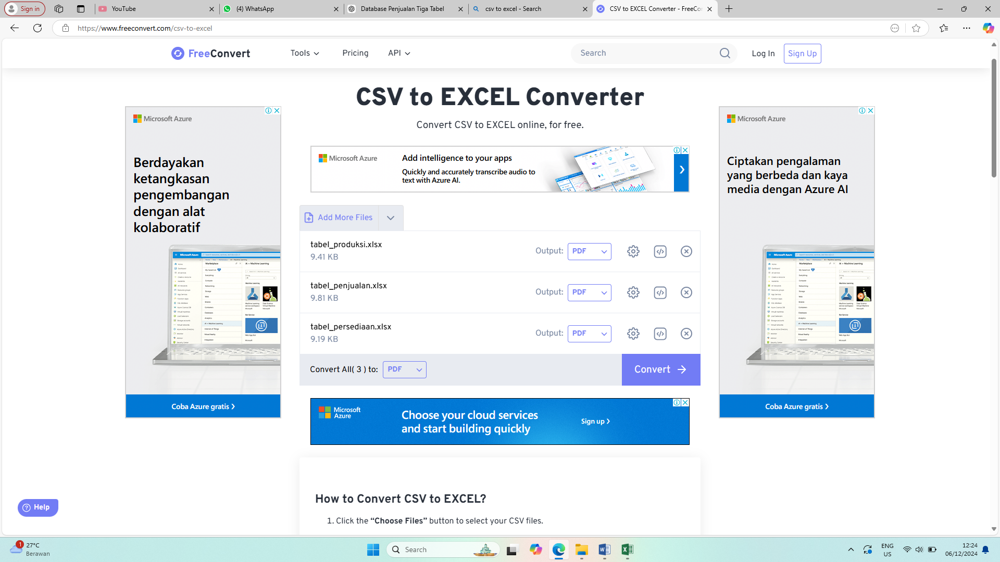 Sign in
YouTube
(4) WhatsApp
Database Penjualan Tiga Tabel
csv to excel - Search
CSV to EXCEL Converter - FreeCo
https://www.freeconvert.com/csv-to-excel
FreeConvert
Tools
Pricing
API
Search
Log In
Sign Up
CSV to EXCEL Converter
Convert CSV to EXCEL online, for free.
Microsoft Azure
Berdayakan
ketangkasan
pengembangan
dengan alat
kolaboratif
Coba Azure gratis
Microsoft Azure
Add intelligence to your apps
Quickly and accurately transcribe audio to
text with Azure AI.
Microsoft Azure
Ciptakan pengalaman
yang berbeda dan kaya
media dengan Azure AI
Coba Azure gratis
Add More Files
tabel_produksi.xlsx
9.41 KB
Output: PDF
tabel_penjualan.xlsx
9.81 KB
Output: PDF
tabel_persediaan.xlsx
9.19 KB
Output: PDF
Convert All( 3 ) to: PDF
Convert
Microsoft
Azure
Choose your cloud services
and start building quickly
Sign up
How to Convert CSV to EXCEL?
1. Click the “Choose Files” button to select your CSV files.
Help
1
27°C
Berawan
Search
ENG
US
12:24
06/12/2024